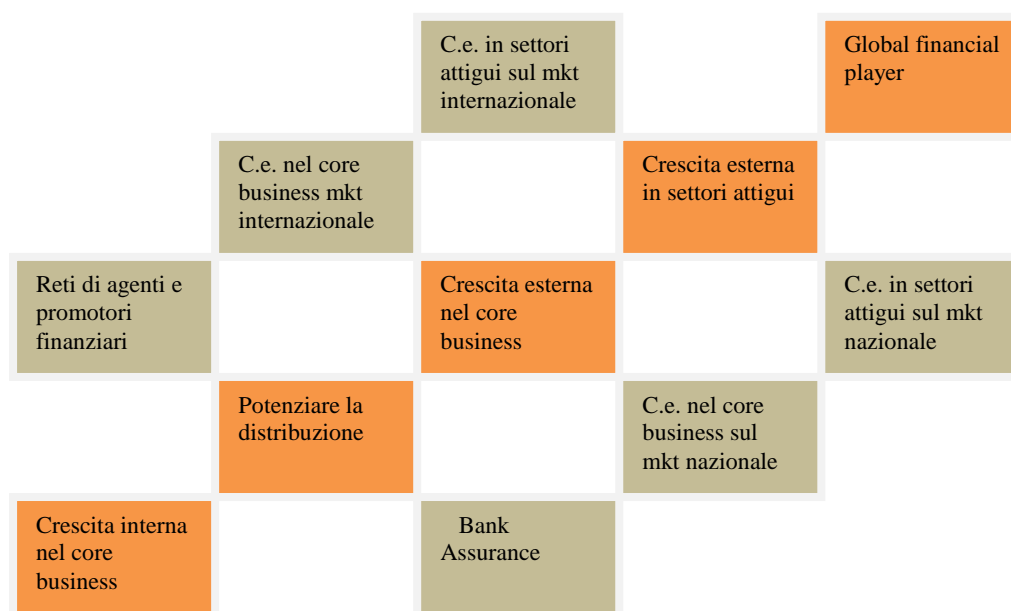 C.e. in settori
attigui sul mkt
internazionale
Global financial
player
C.e. nel core
business mkt
internazionale
Crescita esterna
in settori attigui
Reti di agenti e
promotori
finanziari
Crescita esterna
nel core
business
C.e. in settori
attigui sul mkt
nazionale
Potenziare la
distribuzione
C.e. nel core
business sul
mkt nazionale
Crescita interna
nel core
business
Bank
Assurance